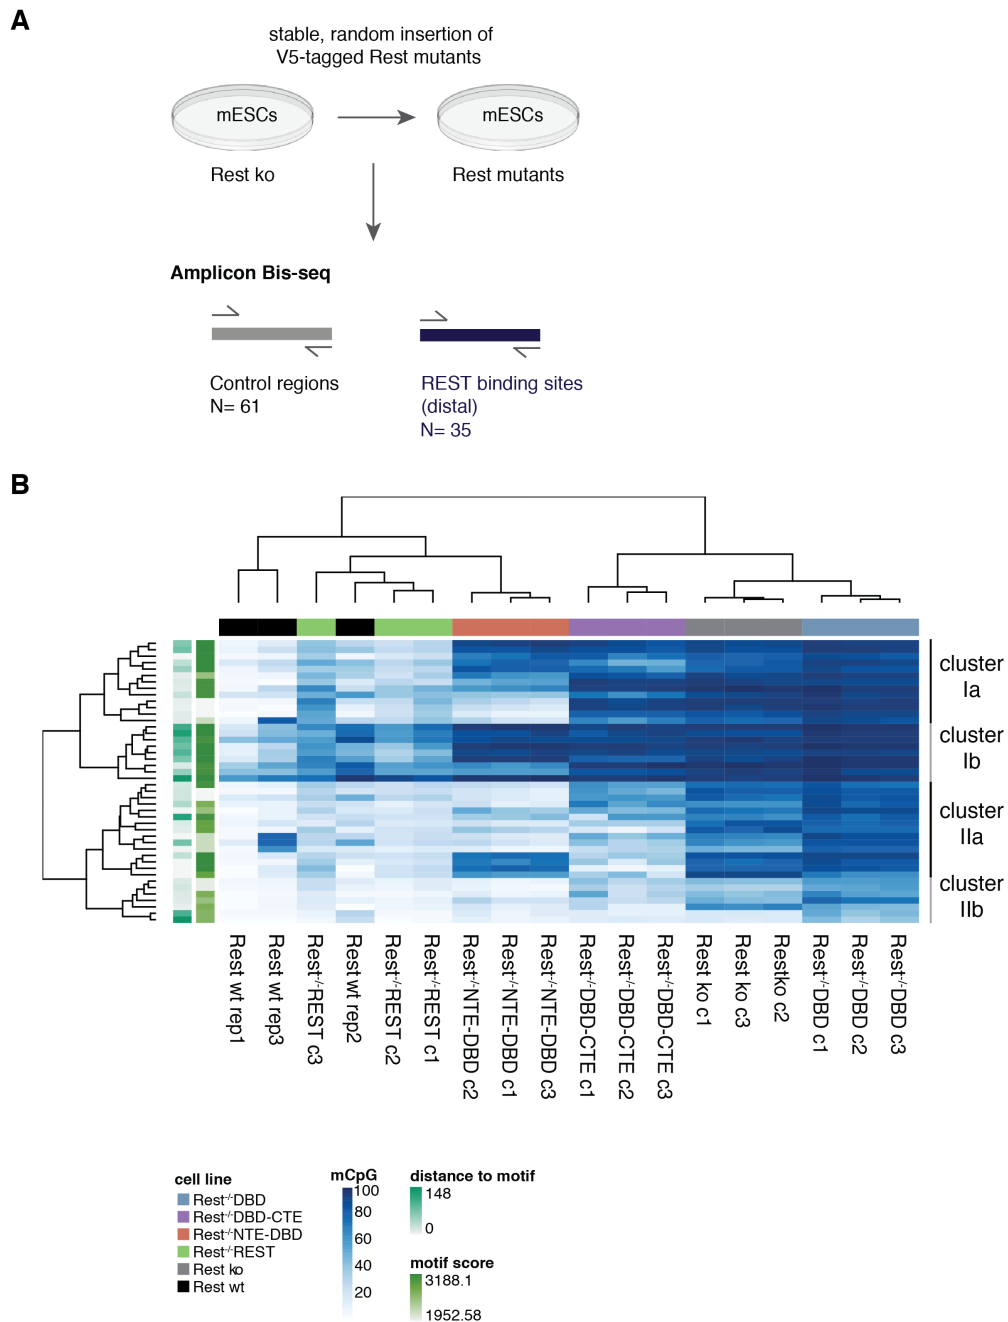 A
stable, random insertion of
V5-tagged Rest mutants
mESCs
mESCs
Rest ko
Rest mutants
Amplicon Bis-seq
Control regions
N= 61
REST binding sites
(distal)
N= 35
B
cluster
Ia
cluster
Ib
cluster
IIa
cluster
IIb
Rest wt rep1
Rest wt rep3
Rest-/-REST c3
Rest wt rep2
Rest-/-REST c2
Rest-/-REST c1
Rest-/-NTE-DBD c2
Rest-/-NTE-DBD c1
Rest-/-NTE-DBD c3
Rest-/-DBD-CTE c1
Rest-/-DBD-CTE c2
Rest-/-DBD-CTE c3
Rest ko c1
Rest ko c3
Restko c2
Rest-/-DBD c1
Rest-/-DBD c2
Rest-/-DBD c3
cell line
Rest-/-DBD
Rest-/-DBD-CTE
Rest-/-NTE-DBD
Rest-/-REST
Rest ko
Rest wt
mCpG
100
80
60
40
20
distance to motif
148
0
motif score
3188.1
1952.58